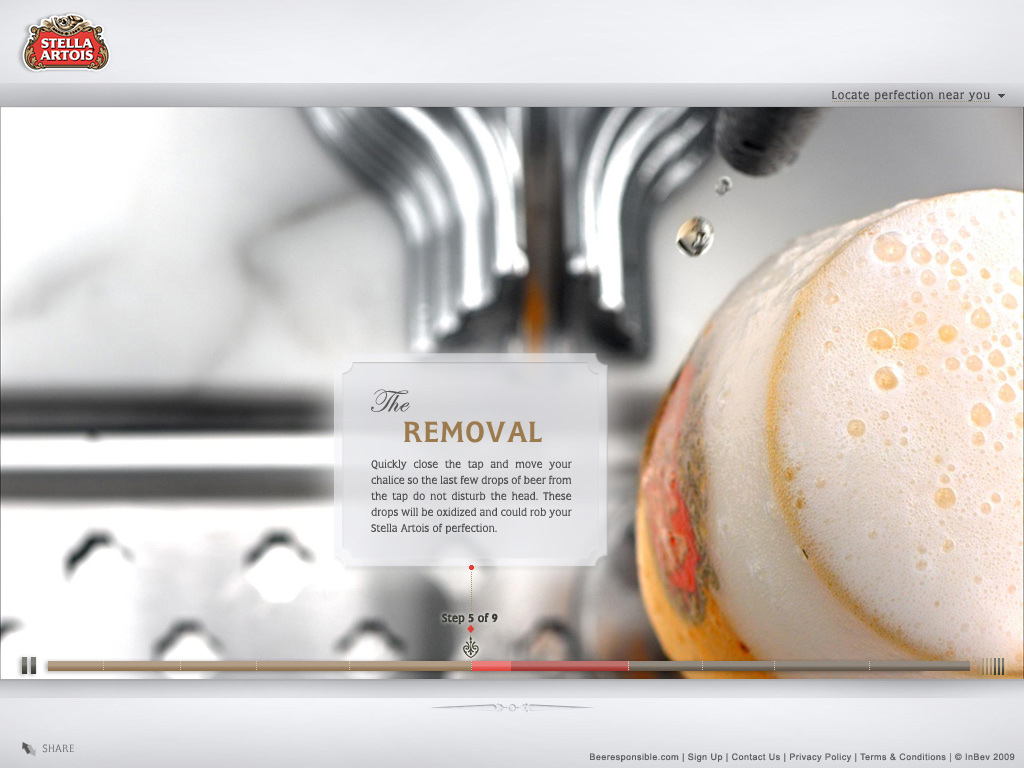 STELLA
ARTOIS
Locate perfection near you
The
REMOVAL
Quickly close the tap and move your
chalice so the last few drops of beer from
the tap do not disturb the head. These
drops will be oxidized and could rob your
Stella Artois of perfection.
Step 5 of 9
SHARE
Beeresponsible.com | Sign Up | Contact Us | Privacy Policy | Terms & Conditions | © InBev 2009